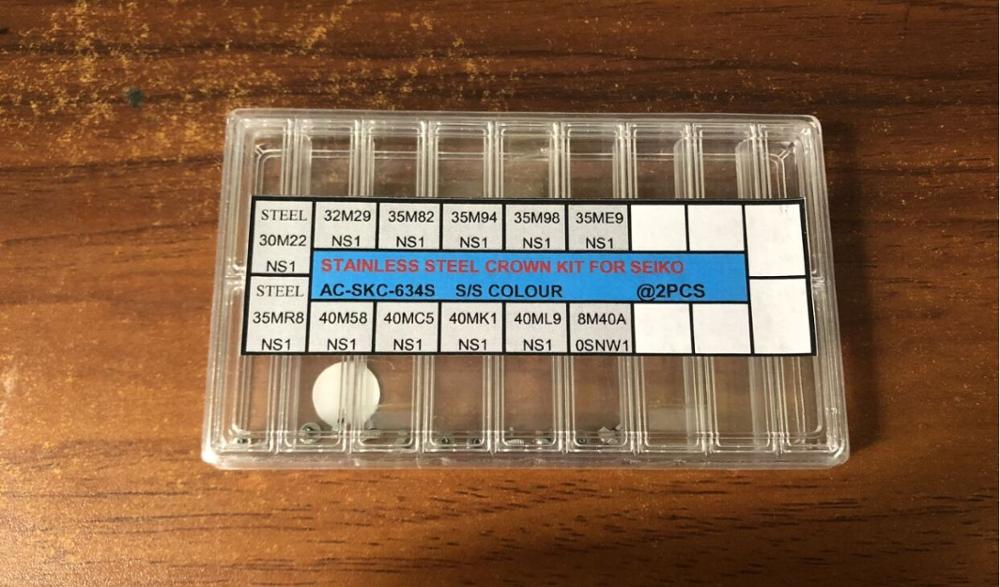 STEEL 32M29 35M82 35M94 35M98 35ME9
30M22 NS1 NS1 NS1 NS1 NS1
NS1 STAINLESS STEEL CROWN KIT FOR SEIKO
STEEL AC-SKC-634S S/S COLOUR @2PCS
35MR8 40M58 40MC5 40MK1 40ML9 8M40A
NS1 NS1 NS1 NS1 NS1 0SNW1